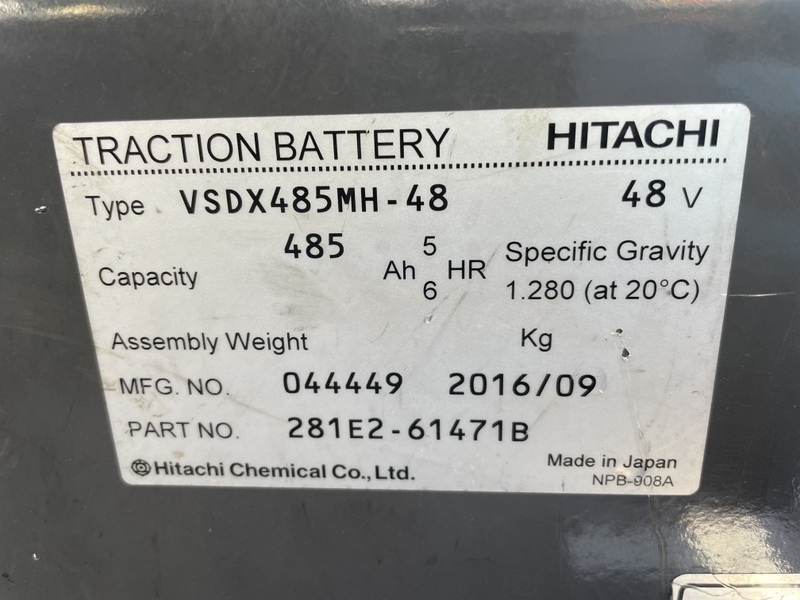 TRACTION BATTERY HITACHI
Type VSDX485MH-48 48 V
Capacity 485 Ah 5 6 HR Specific Gravity
1.280 (at 20°C)
Assembly Weight Kg
MFG. NO. 044449 2016/09
PART NO. 281E2-61471B
Hitachi Chemical Co., Ltd. Made in Japan
NPB-908A